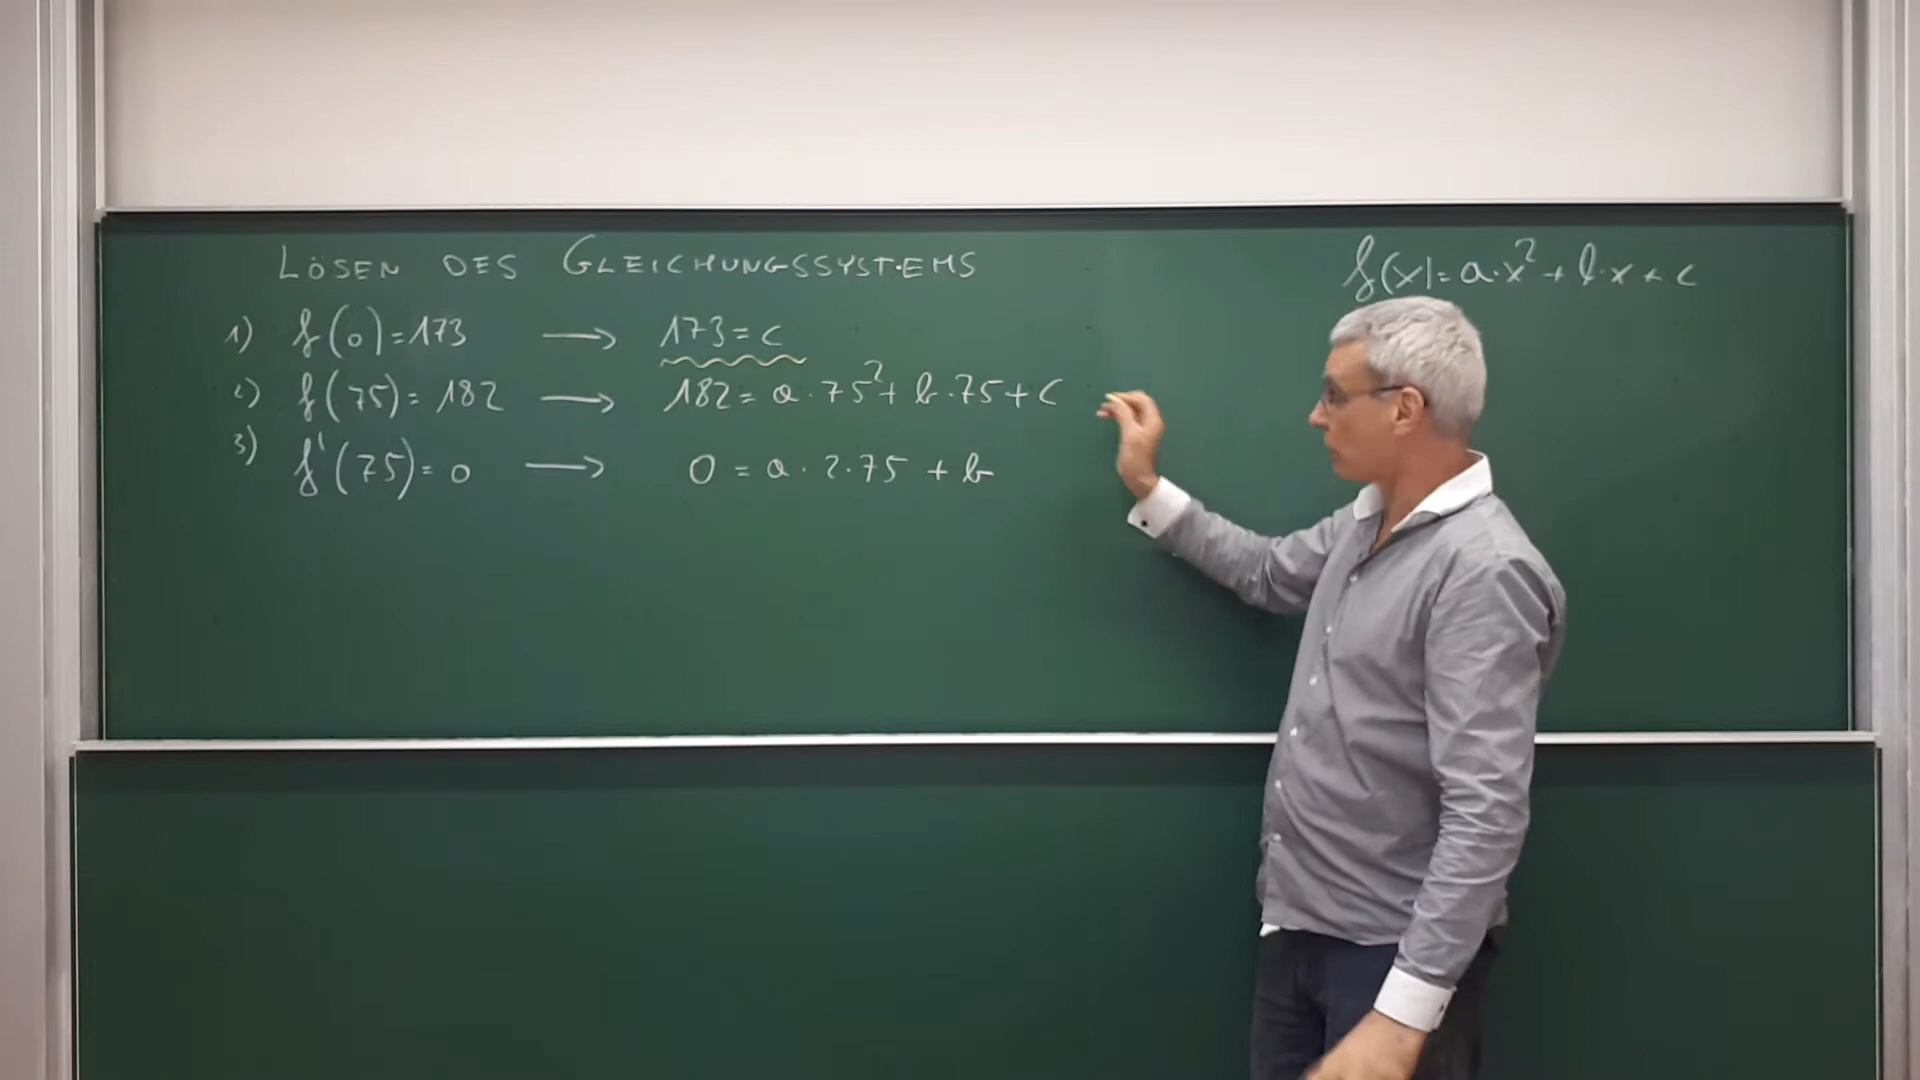 LÖSEN DES GLEICHUNGSSYSTEMS
f(x)=a·x²+b·x+c
1) f(0)=173 → 173=c
2) f(75)=182 → 182=a·75²+b·75+c
3) f'(75)=0 → 0=a·2·75+b